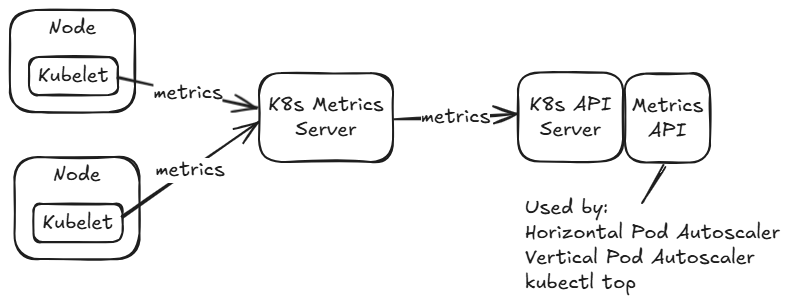 Node
Kubelet
metrics
K8s Metrics
Server
metrics
K8s API
Server
Metrics
API
metrics
Node
Kubelet
Used by:
Horizontal Pod Autoscaler
Vertical Pod Autoscaler
kubectl top